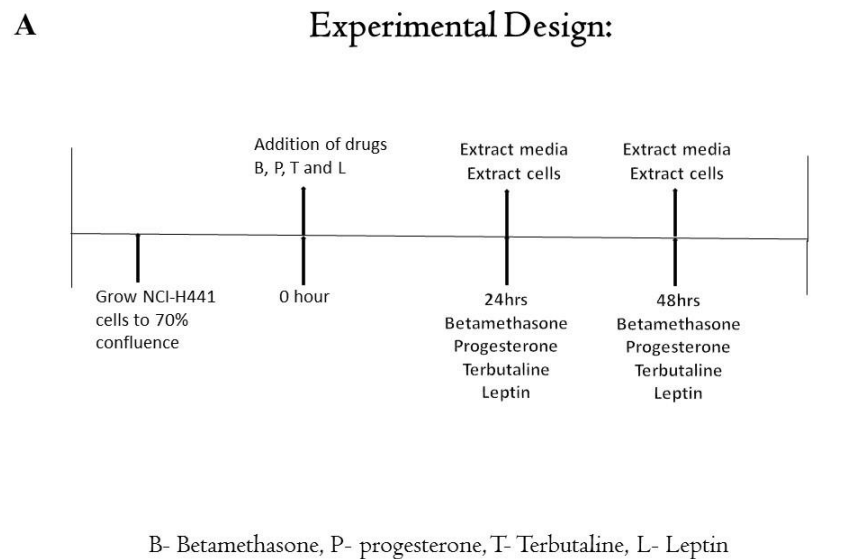 A
Experimental Design:
Addition of drugs
B, P, T and L
Extract media
Extract cells
Extract media
Extract cells
Grow NCI-H441
cells to 70%
confluence
0 hour
24hrs
Betamethasone
Progesterone
Terbutaline
Leptin
48hrs
Betamethasone
Progesterone
Terbutaline
Leptin
B- Betamethasone, P- progesterone, T- Terbutaline, L- Leptin